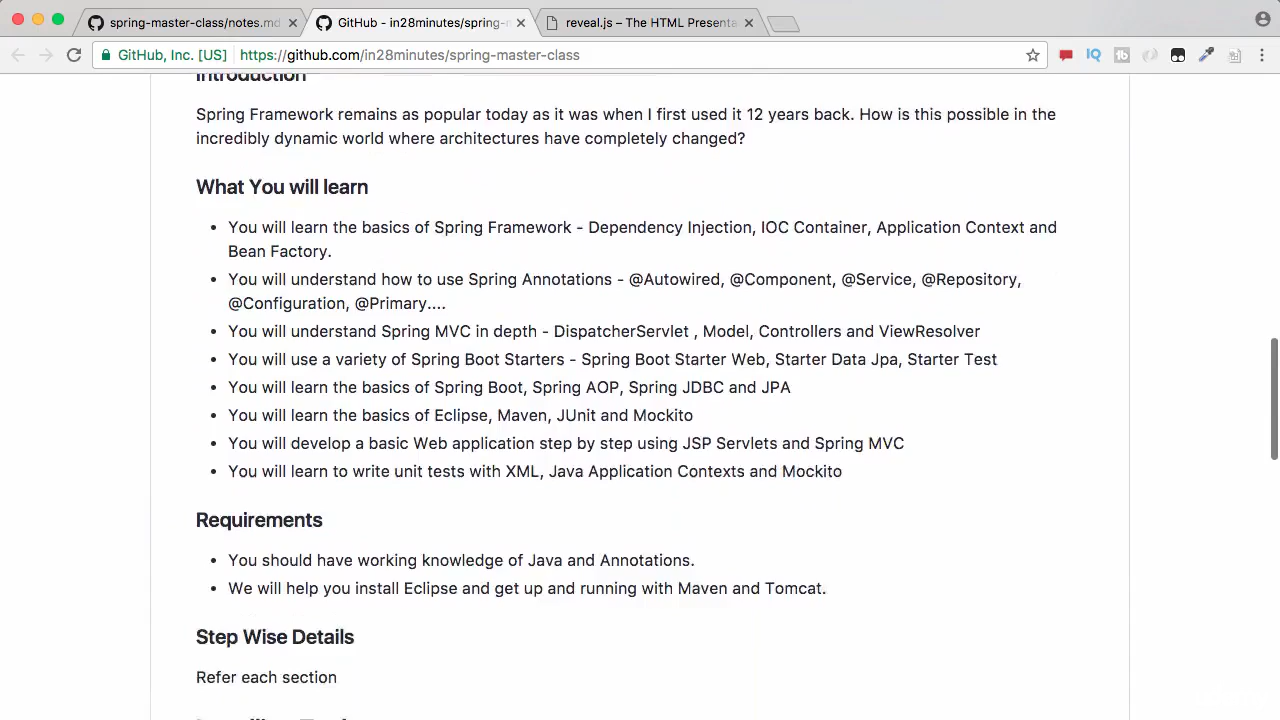 spring-master-class/notes.md
GitHub - in28minutes/spring-m
reveal.js – The HTML Presenta
GitHub, Inc. [US]
https://github.com/in28minutes/spring-master-class
Introduction
Spring Framework remains as popular today as it was when I first used it 12 years back. How is this possible in the
incredibly dynamic world where architectures have completely changed?
What You will learn
You will learn the basics of Spring Framework - Dependency Injection, IOC Container, Application Context and
Bean Factory.
You will understand how to use Spring Annotations - @Autowired, @Component, @Service, @Repository,
@Configuration, @Primary....
You will understand Spring MVC in depth - DispatcherServlet , Model, Controllers and ViewResolver
You will use a variety of Spring Boot Starters - Spring Boot Starter Web, Starter Data Jpa, Starter Test
You will learn the basics of Spring Boot, Spring AOP, Spring JDBC and JPA
You will learn the basics of Eclipse, Maven, JUnit and Mockito
You will develop a basic Web application step by step using JSP Servlets and Spring MVC
You will learn to write unit tests with XML, Java Application Contexts and Mockito
Requirements
You should have working knowledge of Java and Annotations.
We will help you install Eclipse and get up and running with Maven and Tomcat.
Step Wise Details
Refer each section